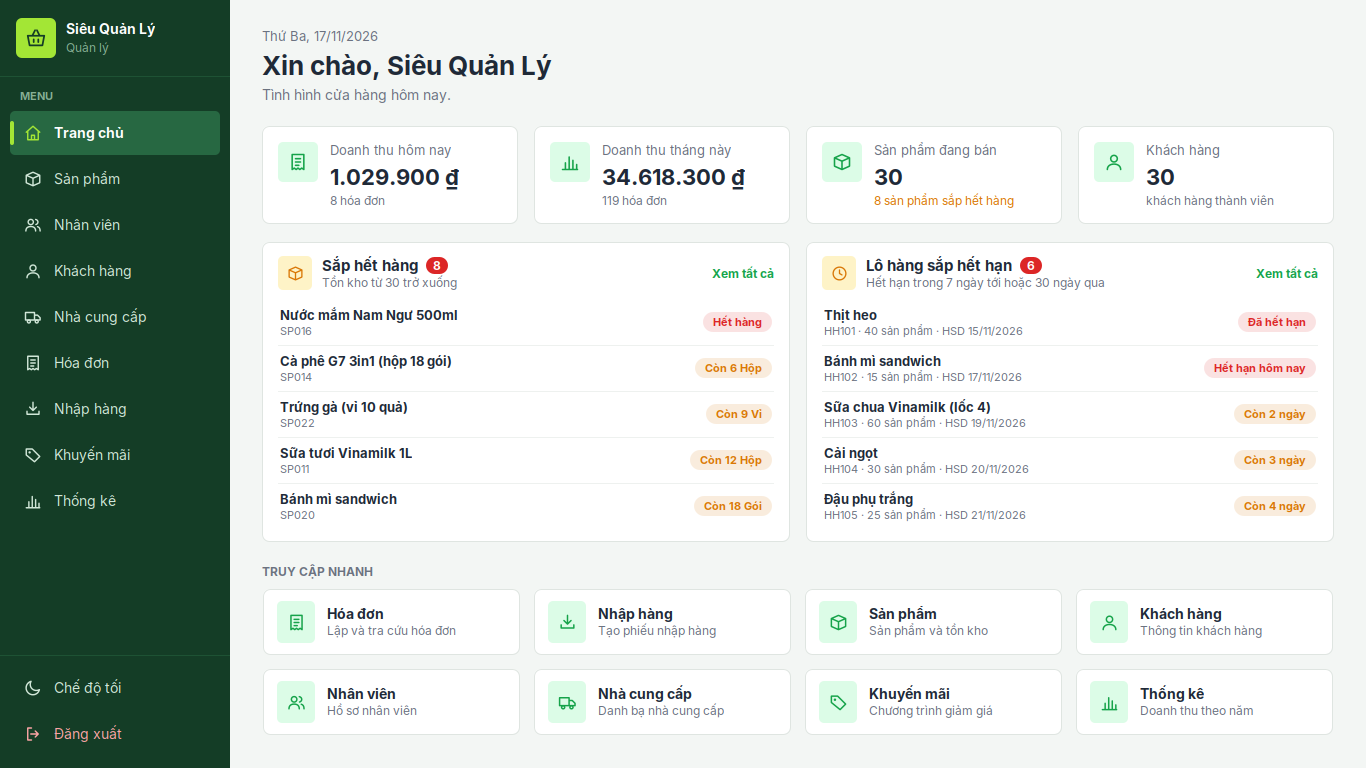 Siêu Quản Lý
Quản lý
MENU
Trang chủ
Sản phẩm
Nhân viên
Khách hàng
Nhà cung cấp
Hóa đơn
Nhập hàng
Khuyến mãi
Thống kê
Chế độ tối
Đăng xuất
Thứ Ba, 17/11/2026
Xin chào, Siêu Quản Lý
Tình hình cửa hàng hôm nay.
Doanh thu hôm nay
1.029.900 ₫
8 hóa đơn
Doanh thu tháng này
34.618.300 ₫
119 hóa đơn
Sản phẩm đang bán
30
8 sản phẩm sắp hết hàng
Khách hàng
30
khách hàng thành viên
Sắp hết hàng 8
Tồn kho từ 30 trở xuống
Xem tất cả
Nước mắm Nam Ngư 500ml
SP016
Hết hàng
Cà phê G7 3in1 (hộp 18 gói)
SP014
Còn 6 Hộp
Trứng gà (vỉ 10 quả)
SP022
Còn 9 Vỉ
Sữa tươi Vinamilk 1L
SP011
Còn 12 Hộp
Bánh mì sandwich
SP020
Còn 18 Gói
Lô hàng sắp hết hạn 6
Hết hạn trong 7 ngày tới hoặc 30 ngày qua
Xem tất cả
Thịt heo
HH101 · 40 sản phẩm · HSD 15/11/2026
Đã hết hạn
Bánh mì sandwich
HH102 · 15 sản phẩm · HSD 17/11/2026
Hết hạn hôm nay
Sữa chua Vinamilk (lốc 4)
HH103 · 60 sản phẩm · HSD 19/11/2026
Còn 2 ngày
Cải ngọt
HH104 · 30 sản phẩm · HSD 20/11/2026
Còn 3 ngày
Đậu phụ trắng
HH105 · 25 sản phẩm · HSD 21/11/2026
Còn 4 ngày
TRUY CẬP NHANH
Hóa đơn
Lập và tra cứu hóa đơn
Nhập hàng
Tạo phiếu nhập hàng
Sản phẩm
Sản phẩm và tồn kho
Khách hàng
Thông tin khách hàng
Nhân viên
Hồ sơ nhân viên
Nhà cung cấp
Danh bạ nhà cung cấp
Khuyến mãi
Chương trình giảm giá
Thống kê
Doanh thu theo năm